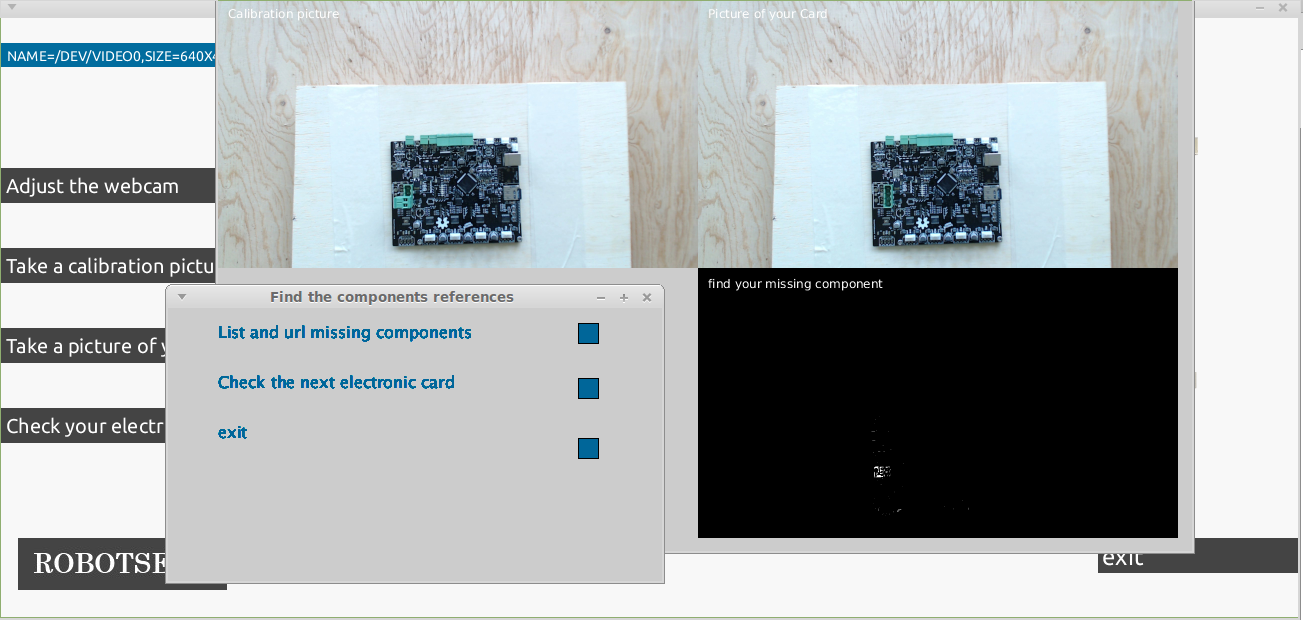 Calibration picture
Picture of your Card
NAME=/DEV/VIDEO0,SIZE=640X4
Adjust the webcam
Take a calibration pictu
Take a picture of y
Check your electr
find your missing component
Find the components references
List and url missing components
Check the next electronic card
exit
ROBOTSE
exit